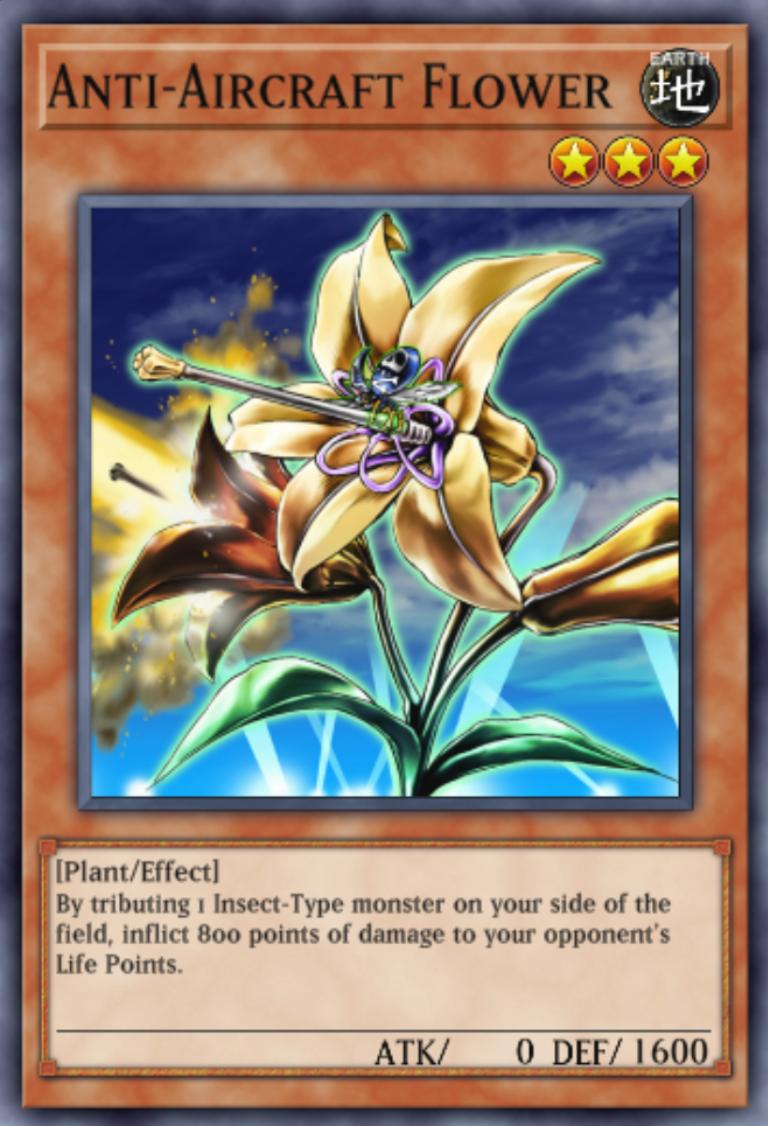 Anti-Aircraft Flower
EARTH
地
[Plant/Effect]
By tributing 1 Insect-Type monster on your side of the
field, inflict 800 points of damage to your opponent's
Life Points.
ATK/ 0 DEF/ 1600